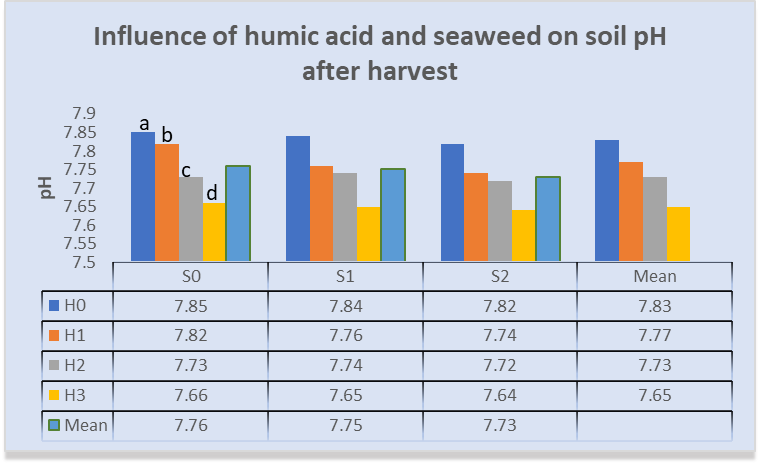 Influence of humic acid and seaweed on soil pH
after harvest
pH
7.9
7.85
7.8
7.75
7.7
7.65
7.6
7.55
7.5
a
b
c
d
S0 S1 S2 Mean
H0 7.85 7.84 7.82 7.83
H1 7.82 7.76 7.74 7.77
H2 7.73 7.74 7.72 7.73
H3 7.66 7.65 7.64 7.65
Mean 7.76 7.75 7.73